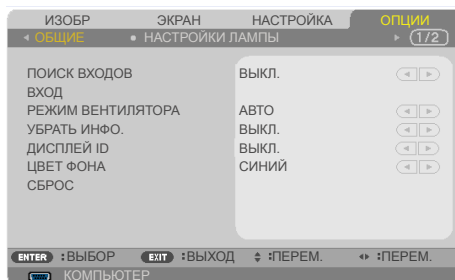 ИЗОБР ЭКРАН НАСТРОЙКА ОПЦИИ
ОБЩИЕ • НАСТРОЙКИ ЛАМПЫ 1/2
ПОИСК ВХОДОВ ВЫКЛ.
ВХОД
РЕЖИМ ВЕНТИЛЯТОРА АВТО
УБРАТЬ ИНФО. ВЫКЛ.
ДИСПЛЕЙ ID ВЫКЛ.
ЦВЕТ ФОНА СИНИЙ
СБРОС
ENTER :ВЫБОР EXIT :ВЫХОД :ПЕРЕМ. :ПЕРЕМ.
КОМПЬЮТЕР